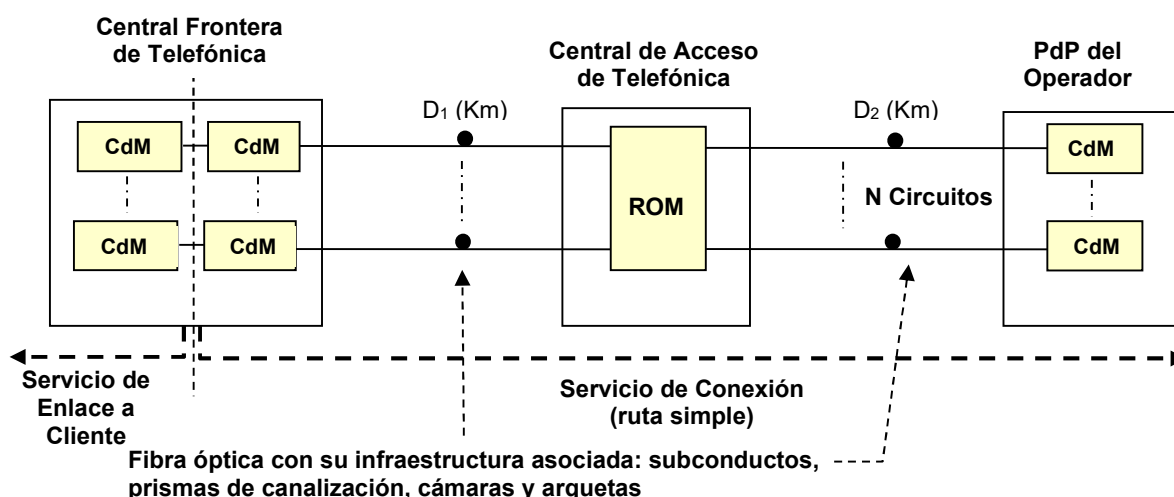 Central Frontera
de Telefónica
Central de Acceso
de Telefónica
PdP del
Operador
D1 (Km)
D2 (Km)
CdM
CdM
CdM
ROM
N Circuitos
CdM
CdM
CdM
Servicio de
Enlace a
Cliente
Servicio de Conexión
(ruta simple)
Fibra óptica con su infraestructura asociada: subconductos,
prismas de canalización, cámaras y arquetas